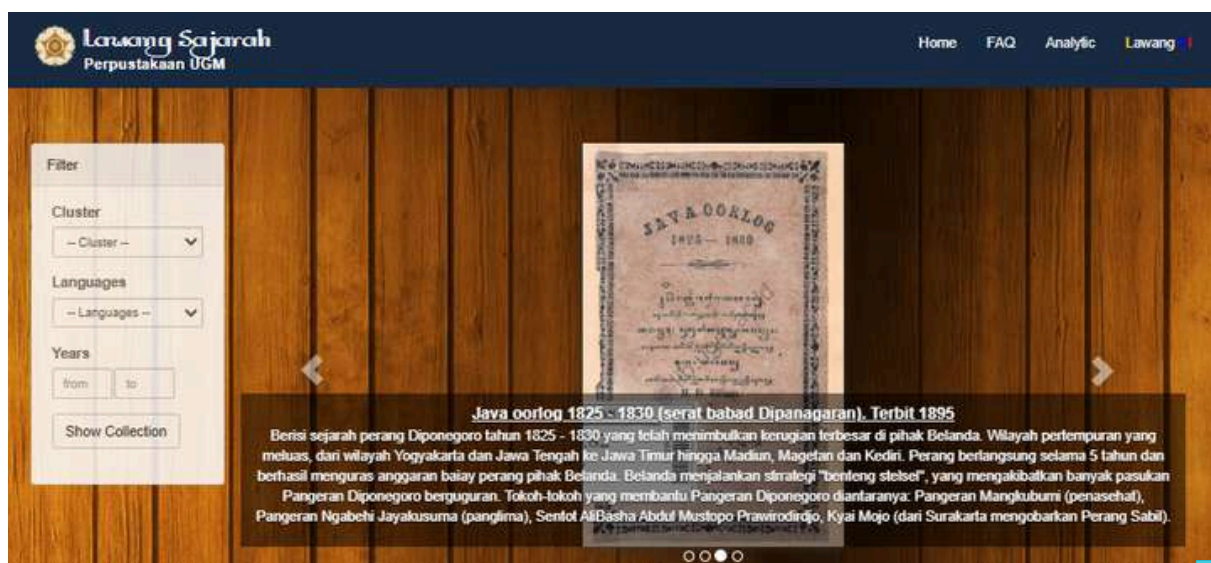 Lawang Sajarah
Perpustakaan UGM
Home FAQ Analytic Lawang
Filter
Cluster
-- Cluster --
Languages
-- Languages --
Years
from to
Show Collection
JAVA OORLOG
1825 — 1830
Java oorlog 1825 - 1830 (serat babad Dipanagaran). Terbit 1895
Berisi sejarah perang Diponegoro tahun 1825 - 1830 yang telah menimbulkan kerugian terbesar di pihak Belanda. Wilayah pertempuran yang
meluas, dari wilayah Yogyakarta dan Jawa Tengah ke Jawa Timur hingga Madiun, Magetan dan Kediri. Perang berlangsung selama 5 tahun dan
berhasil menguras anggaran baiay perang pihak Belanda. Belanda menjalankan strrategi "benteng stelsel", yang mengakibatkan banyak pasukan
Pangeran Diponegoro berguguran. Tokoh-tokoh yang membantu Pangeran Diponegoro diantaranya: Pangeran Mangkubumi (penasehat),
Pangeran Ngabehi Jayakusuma (panglima), Sentot AliBasha Abdul Mustopo Prawirodirdjo, Kyai Mojo (dari Surakarta mengobarkan Perang Sabil).